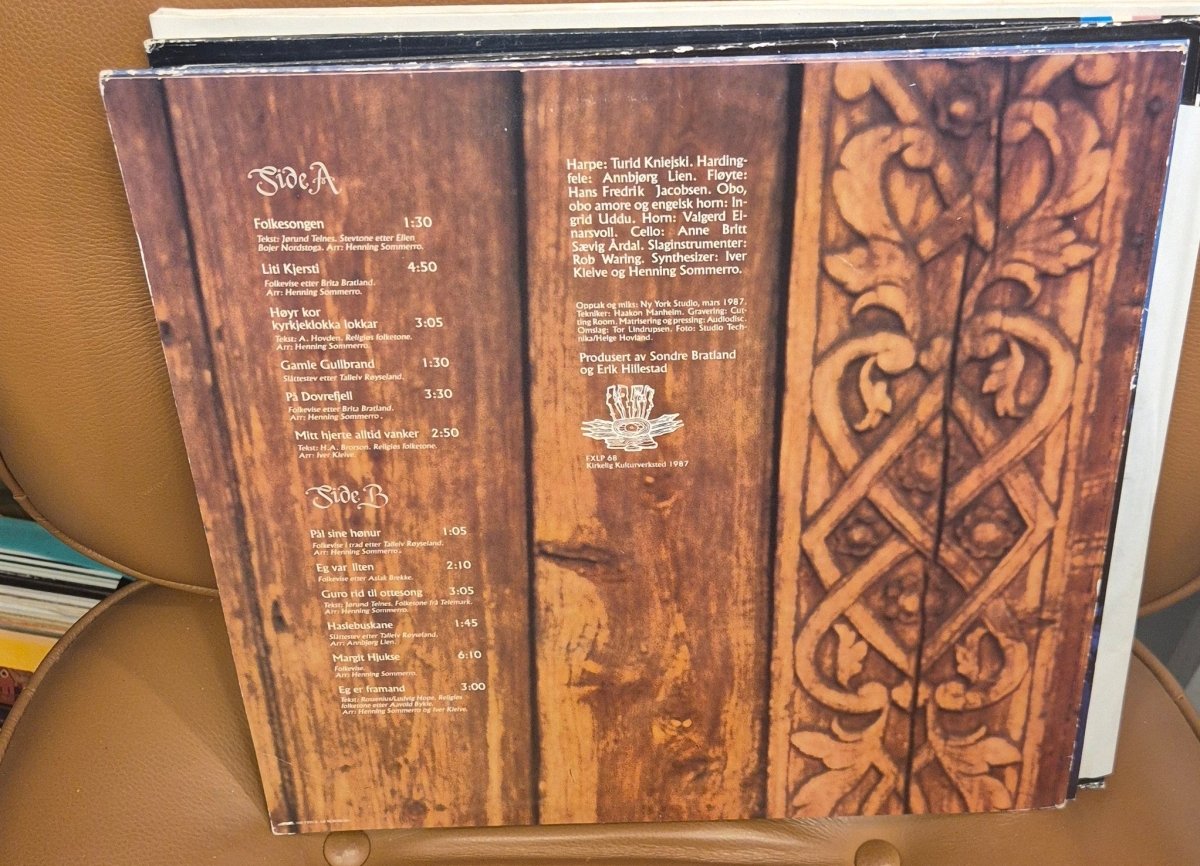 Side A
Folkesongen 1:30
Tekst: Jørund Telnes. Stevtone etter Ellen
Bojer Nordstoga. Arr: Henning Sommerro.
Liti Kjersti 4:50
Folkevise etter Brita Bratland.
Arr: Henning Sommerro.
Høyr kor
kyrkjeklokka lokkar 3:05
Tekst: A. Hovden. Religiøs folketone.
Arr: Henning Sommerro.
Gamle Gullbrand 1:30
Slåttestev etter Talleiv Røyseland.
På Dovrefjell 3:30
Folkevise etter Brita Bratland.
Arr: Henning Sommerro.
Mitt hjerte alltid vanker 2:50
Tekst: H.A. Brorson. Religiøs folketone.
Arr: Iver Kleive.
Side B
Pål sine hønur 1:05
Folkevise i trad etter Talleiv Røyseland.
Arr: Henning Sommerro.
Eg var liten 2:10
Folkevise etter Aslak Brekke.
Guro rid til ottesong 3:05
Tekst: Jørund Telnes. Folketone frå Telemark.
Arr: Henning Sommerro.
Haslebuskane 1:45
Slåttestev etter Talleiv Røyseland.
Arr: Annbjørg Lien.
Margit Hjukse 6:10
Folkevise.
Arr: Henning Sommerro.
Eg er framand 3:00
Tekst: Rosenius/Ludvig Hope. Religiøs
folketone etter Aavold Bykle.
Arr: Henning Sommerro og Iver Kleive.
Harpe: Turid Kniejski. Harding-
fele: Annbjørg Lien. Fløyte:
Hans Fredrik Jacobsen. Obo,
obo amore og engelsk horn: In-
grid Uddu. Horn: Valgerd Ei-
narsvoll. Cello: Anne Britt
Sævig Årdal. Slaginstrumenter:
Rob Waring. Synthesizer: Iver
Kleive og Henning Sommerro.
Opptak og miks: Ny York Studio, mars 1987.
Tekniker: Haakon Manheim. Gravering: Cut-
ting Room. Matrisering og pressing: Audiodisc.
Omslag: Tor Lindrupsen. Foto: Studio Tech-
nika/Helge Hovland.
Produsert av Sondre Bratland
og Erik Hillestad
FXLP 68
Kirkelig Kulturverksted 1987